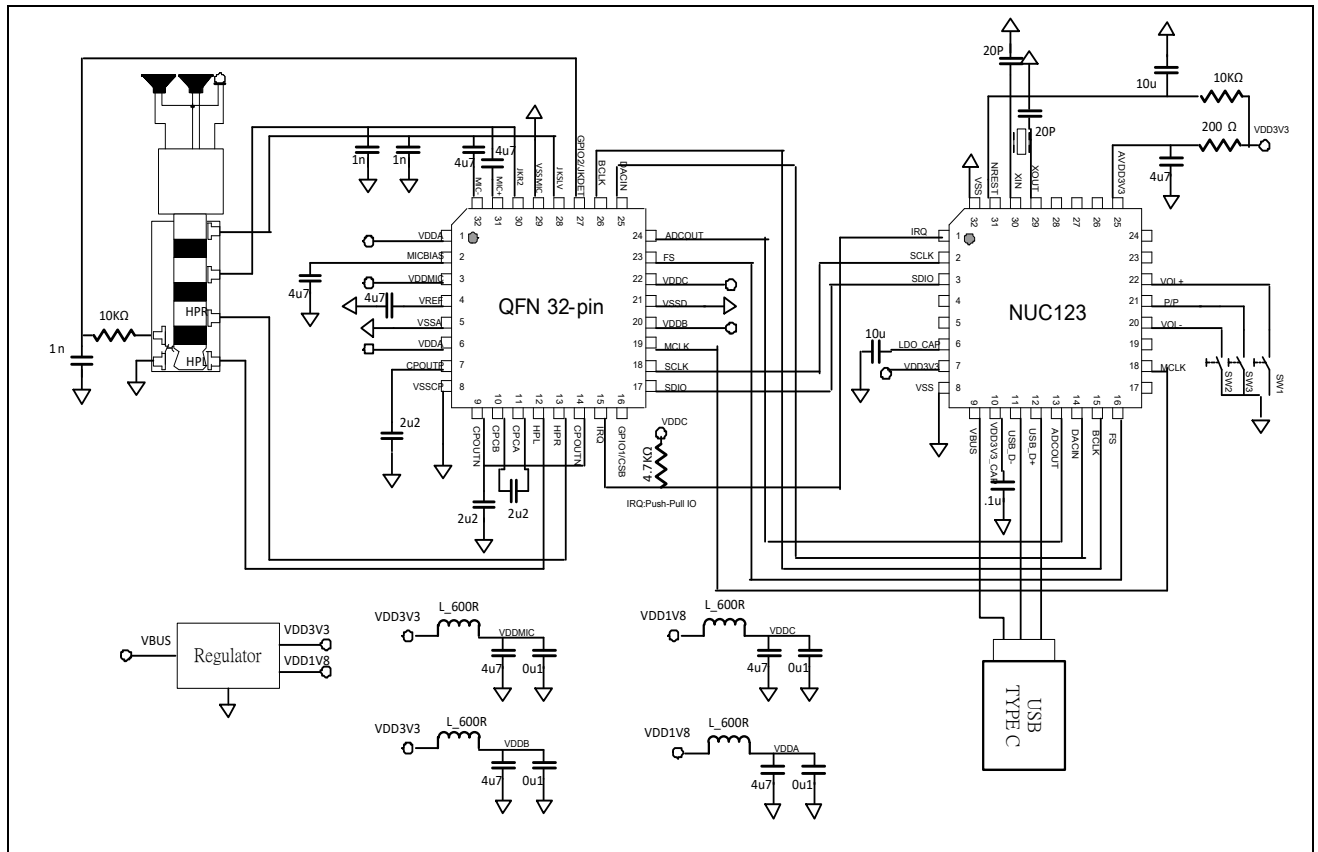 20P
10u
10KΩ
20P
200 Ω
VDD3V3
4u7
1n
1n
4u7
4u7
MIC-
MIC+
JKR2
VSSMIC
JKSLV
GPIO2/JKDET
BCLK
DACIN
32
31
30
29
28
27
26
25
VSS
NREST
XIN
XOUT
AVDD3V3
32
31
30
29
28
27
26
25
QFN 32-pin
VDDA
1
MICBIAS
2
VDDMIC
3
VREF
4
VSSA
5
VDDA
6
CPOUTP
7
VSSCP
8
4u7
4u7
2u2
24
ADCOUT
23
FS
22
VDDC
21
VSSD
20
VDDB
19
MCLK
18
SCLK
17
SDIO
9
10
11
12
13
14
15
16
CPOUTN
CPCB
CPCA
HPL
HPR
CPOUTN
IRQ
GPIO1/CSB
2u2
2u2
VDDC
4.7KΩ
IRQ:Push-Pull IO
10KΩ
1n
HPR
HPL
NUC123
IRQ
1
SCLK
2
SDIO
3
4
5
LDO_CAP
6
VDD3V3
7
VSS
8
10u
24
23
22
VOL+
21
P/P
20
VOL-
19
18
MCLK
17
SW2
SW3
SW1
9
10
11
12
13
14
15
16
VBUS
VDD3V3_CAP
USB_D-
USB_D+
ADCOUT
DACIN
BCLK
FS
.1u
USB
TYPE C
VBUS
Regulator
VDD3V3
VDD1V8
VDD3V3
L_600R
VDDMIC
4u7
0u1
VDD1V8
L_600R
VDDC
4u7
0u1
VDD3V3
L_600R
VDDB
4u7
0u1
VDD1V8
L_600R
VDDA
4u7
0u1